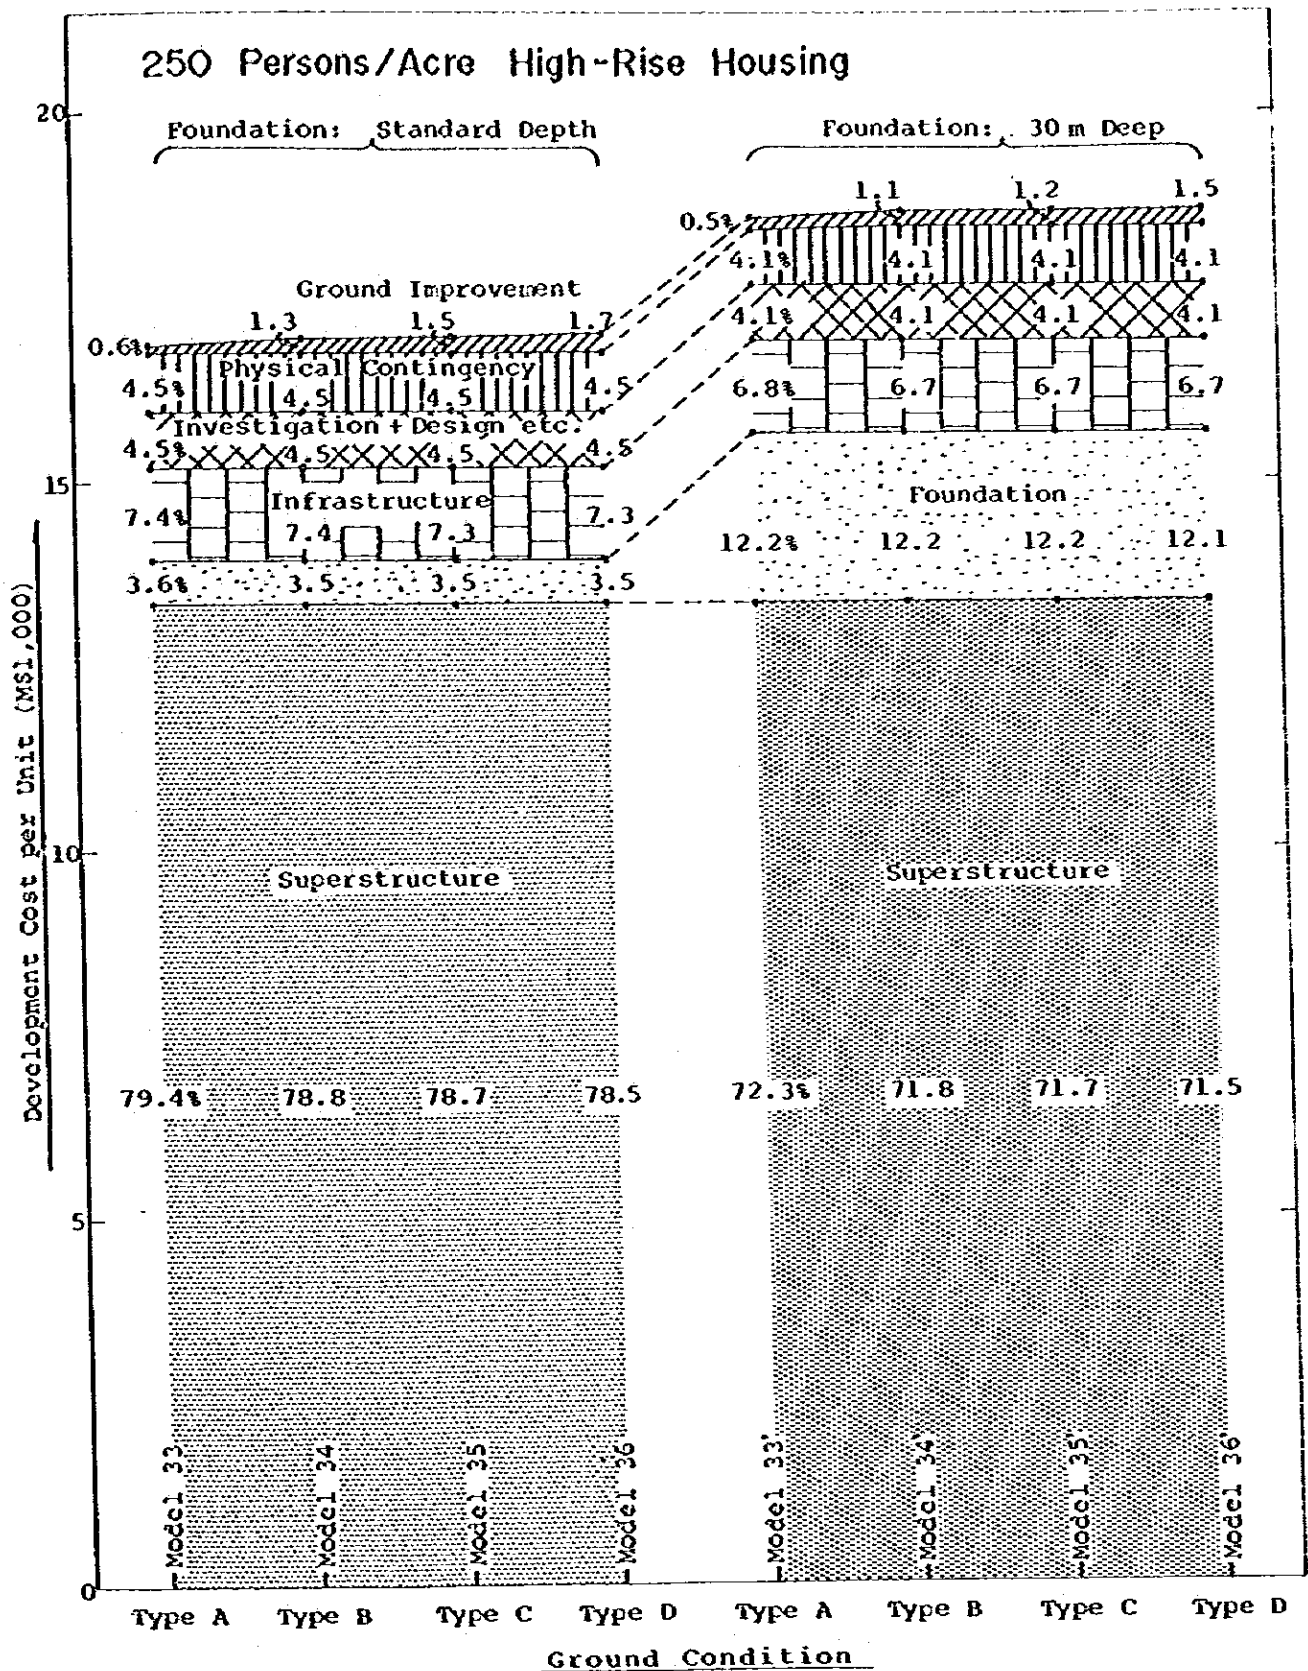 250 Persons/Acre High-Rise Housing
20
Foundation: Standard Depth
Foundation: 30 m Deep
1.1 1.2 1.5
0.5%
4.1% 4.1 4.1 4.1
Ground Improvement
1.3 1.5 1.7
4.1% 4.1 4.1 4.1
0.6%
Physical Contingency
4.5% 4.5 4.5 4.5
6.8% 6.7 6.7 6.7
Investigation + Design etc.
4.5% 4.5 4.5 4.5
15
Infrastructure
Foundation
7.4% 7.4 7.3 7.3
12.2% 12.2 12.2 12.1
3.6% 3.5 3.5 3.5
Development Cost per Unit (M$1,000)
10
Superstructure
Superstructure
79.4% 78.8 78.7 78.5
72.3% 71.8 71.7 71.5
5
Model 33
Model 34
Model 35
Model 36
Model 33'
Model 34'
Model 35'
Model 36'
0
Type A Type B Type C Type D Type A Type B Type C Type D
Ground Condition